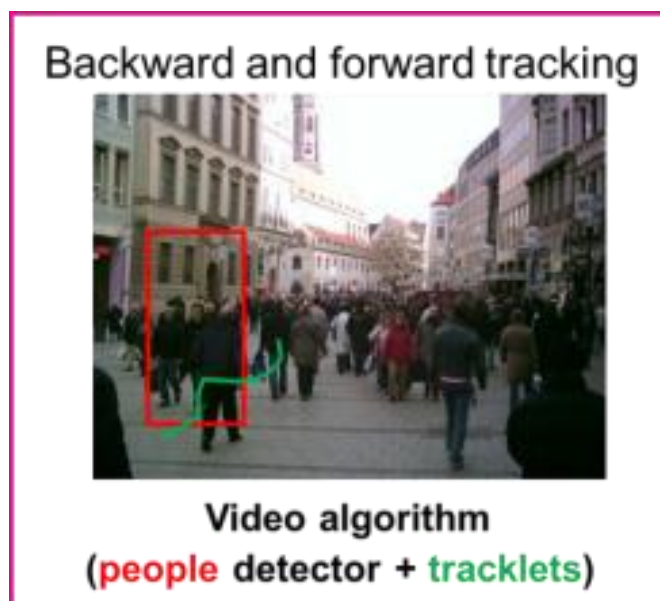 Backward and forward tracking
Video algorithm
(people detector + tracklets)